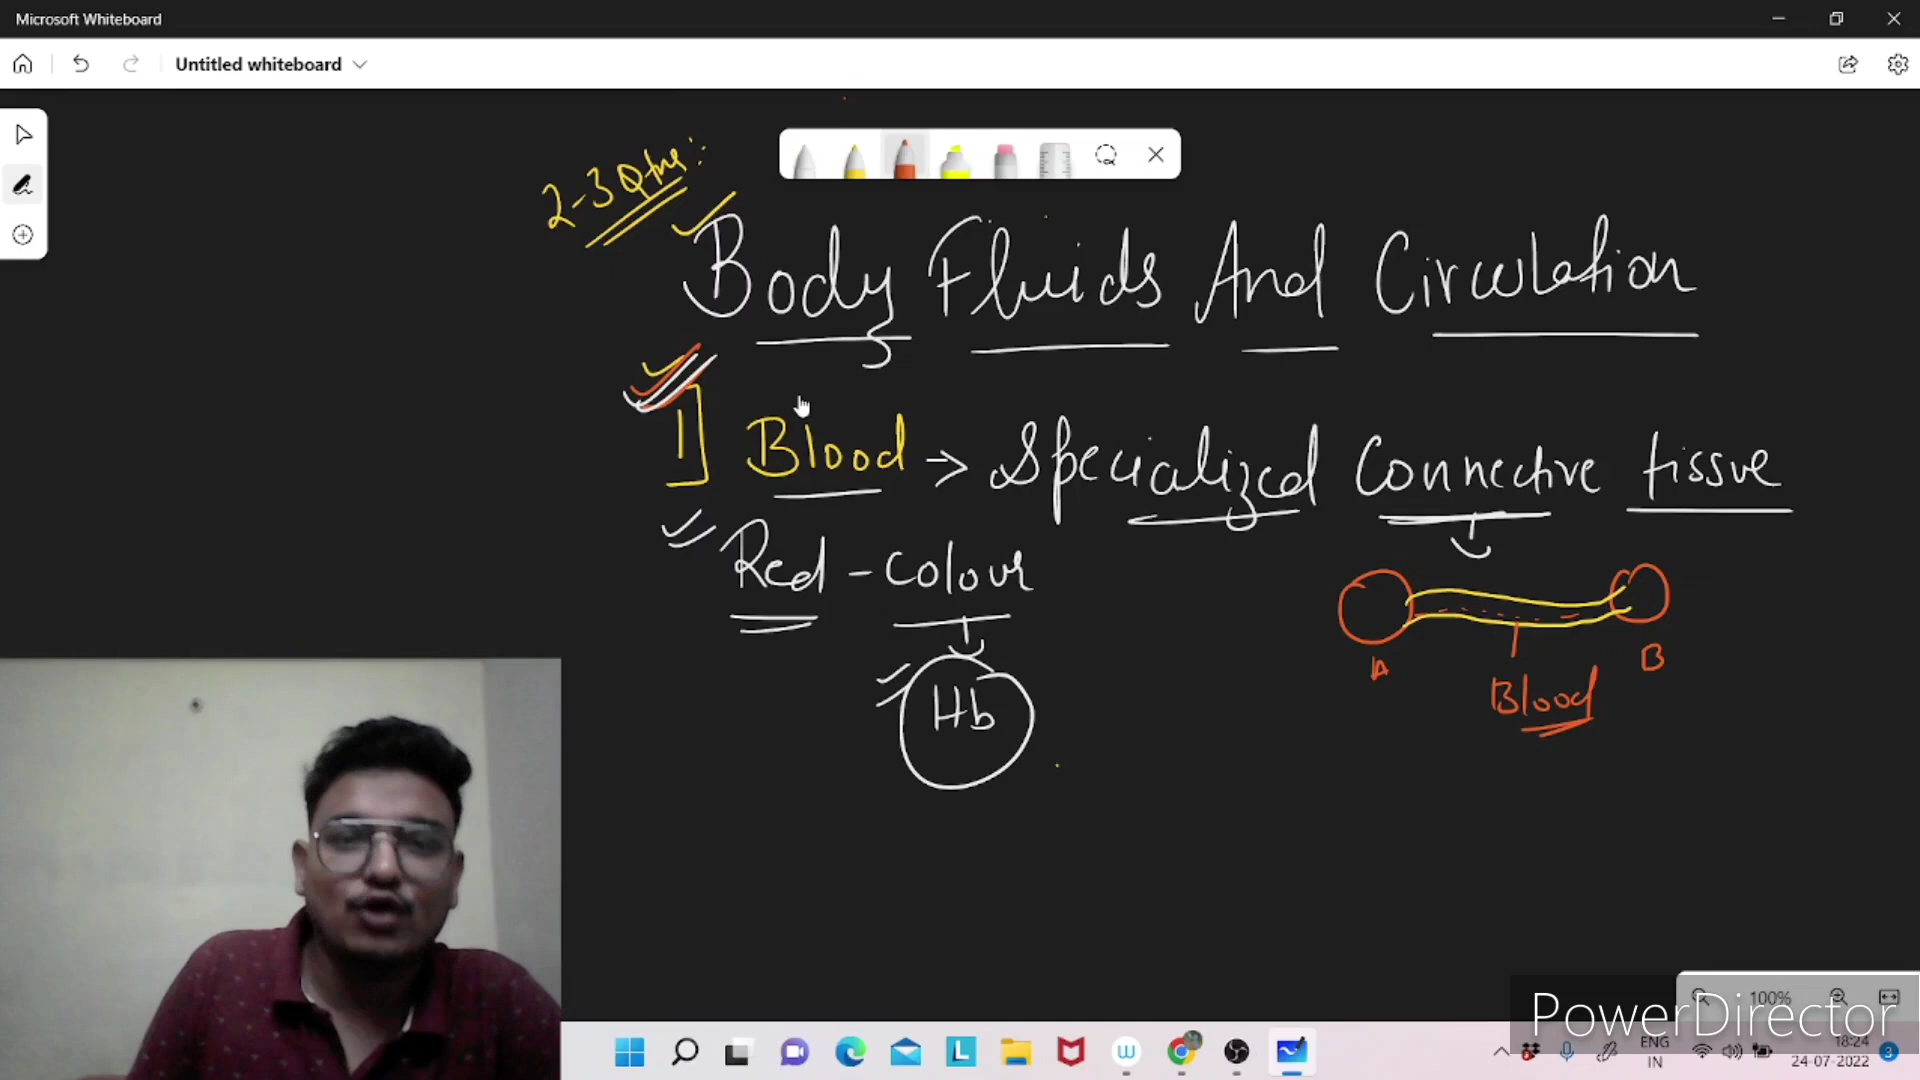 Microsoft Whiteboard
Untitled whiteboard
2-3 Qtns:
Body Fluids And Circulation
1] Blood → Specialized Connective tissue
Red - colour
Hb
A
B
Blood
100%
PowerDirector
ENG
IN
18:24
24-07-2022
3